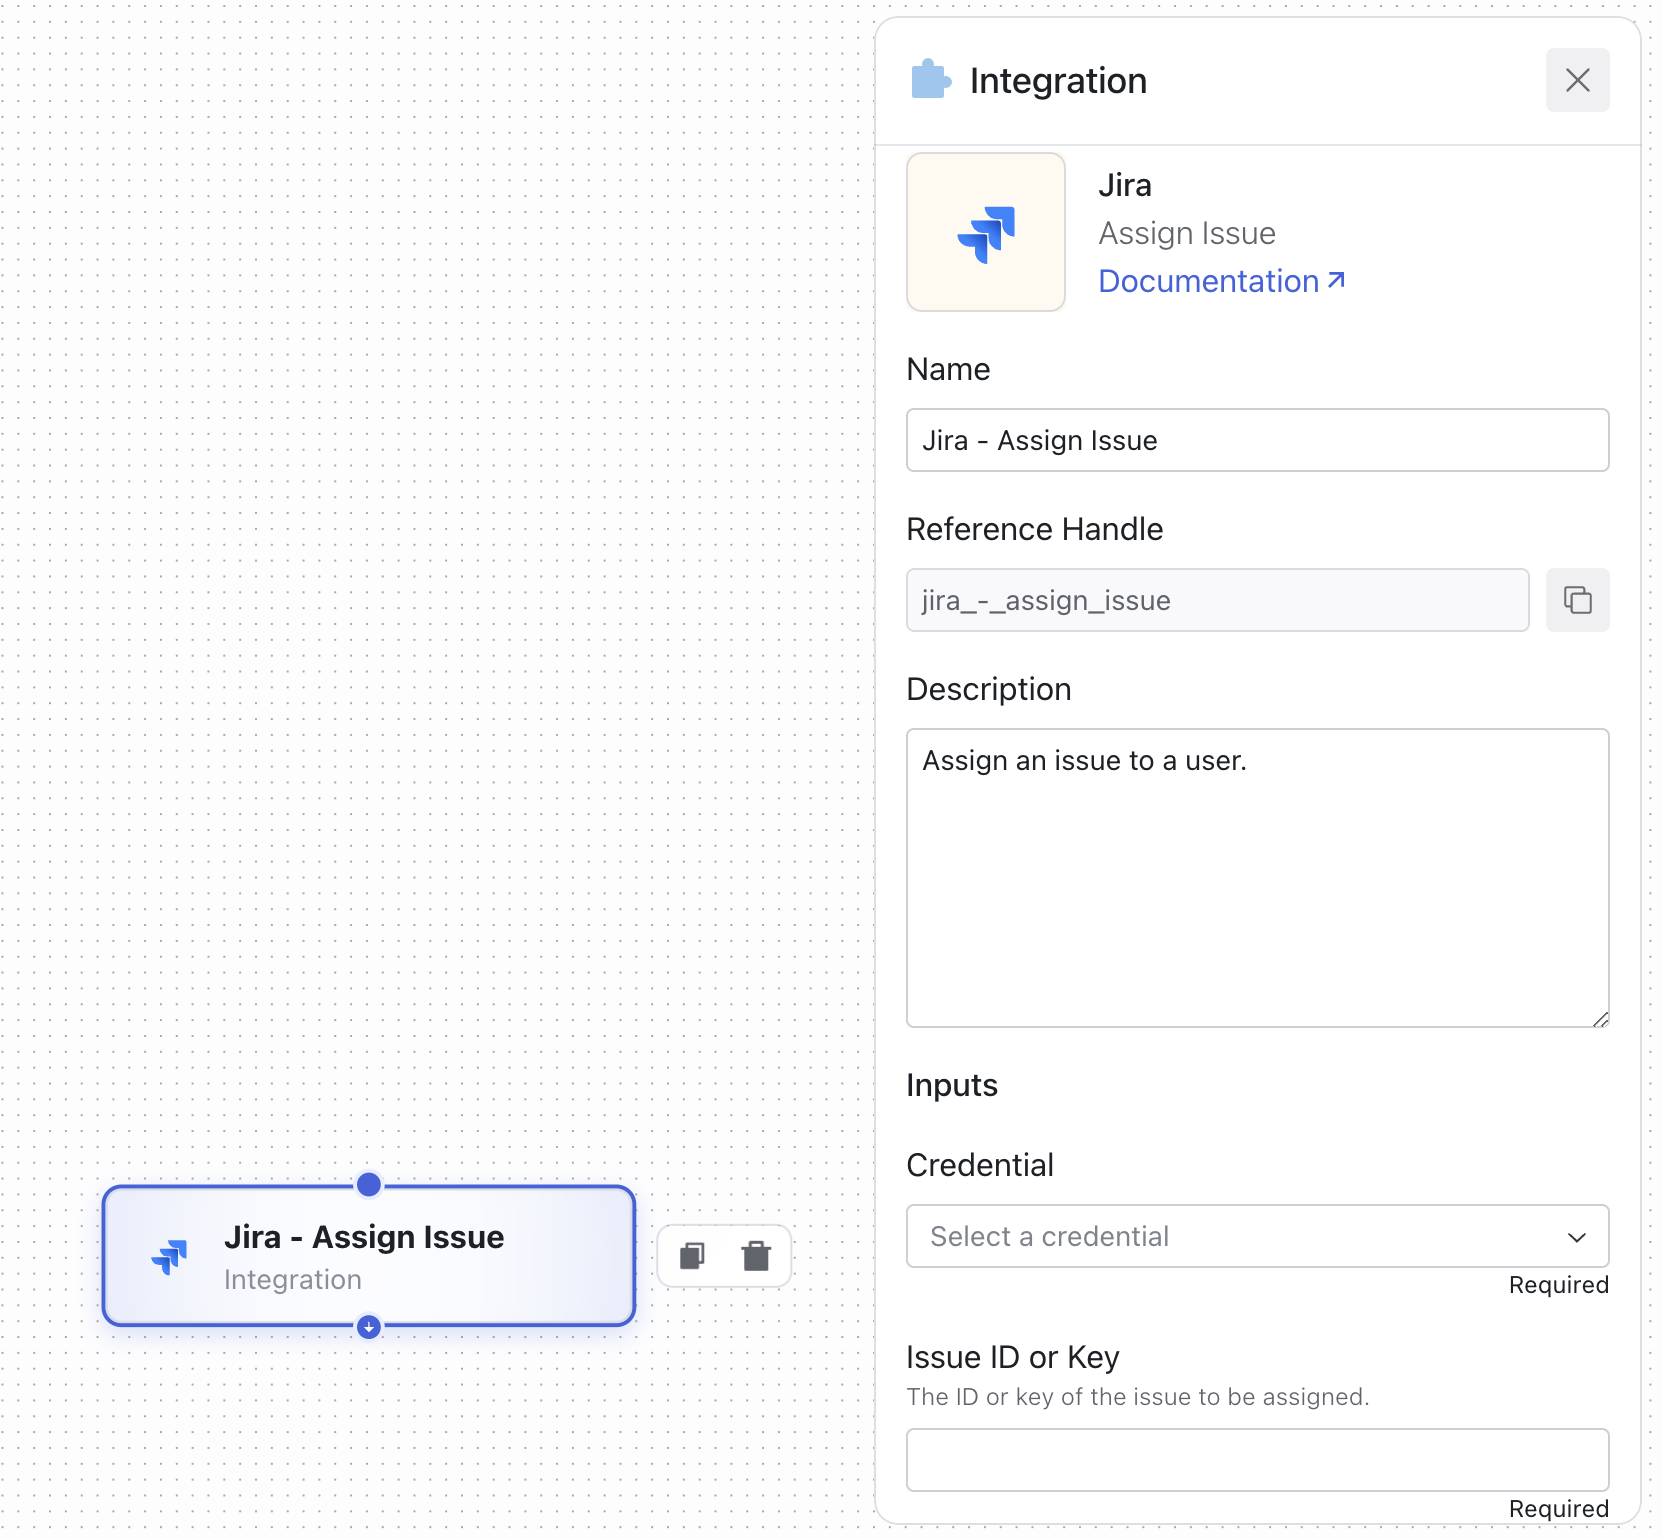 Integration
Jira
Assign Issue
Documentation
Name
Jira - Assign Issue
Reference Handle
jira_-_assign_issue
Description
Assign an issue to a user.
Inputs
Credential
Select a credential
Required
Issue ID or Key
The ID or key of the issue to be assigned.
Required
Jira - Assign Issue
Integration